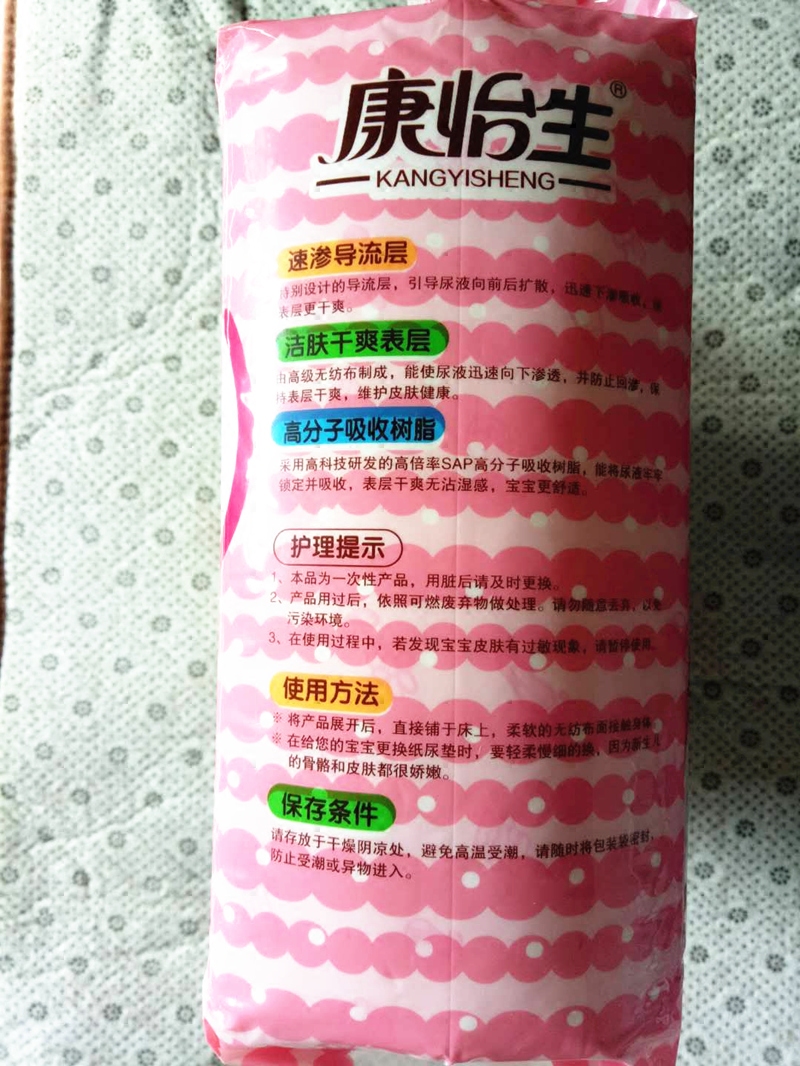 康怡生®
KANGYISHENG
速渗导流层
特别设计的导流层，引导尿液向前后扩散，迅速下渗吸收，
表层更干爽。
洁肤干爽表层
由高级无纺布制成，能使尿液迅速向下渗透，并防止回渗，保
持表层干爽，维护皮肤健康。
高分子吸收树脂
采用高科技研发的高倍率SAP高分子吸收树脂，能将尿液牢牢
锁定并吸收，表层干爽无沾湿感，宝宝更舒适。
护理提示
1、本品为一次性产品，用脏后请及时更换。
2、产品用过后，依照可燃废弃物做处理。请勿随意丢弃，以免
污染环境。
3、在使用过程中，若发现宝宝皮肤有过敏现象，请暂停使用。
使用方法
※ 将产品展开后，直接铺于床上，柔软的无纺布面接触身体。
※ 在给您的宝宝更换纸尿垫时，要轻柔慢细的换，因为新生儿
的骨骼和皮肤都很娇嫩。
保存条件
请存放于干燥阴凉处，避免高温受潮，请随时将包装袋密封，
防止受潮或异物进入。